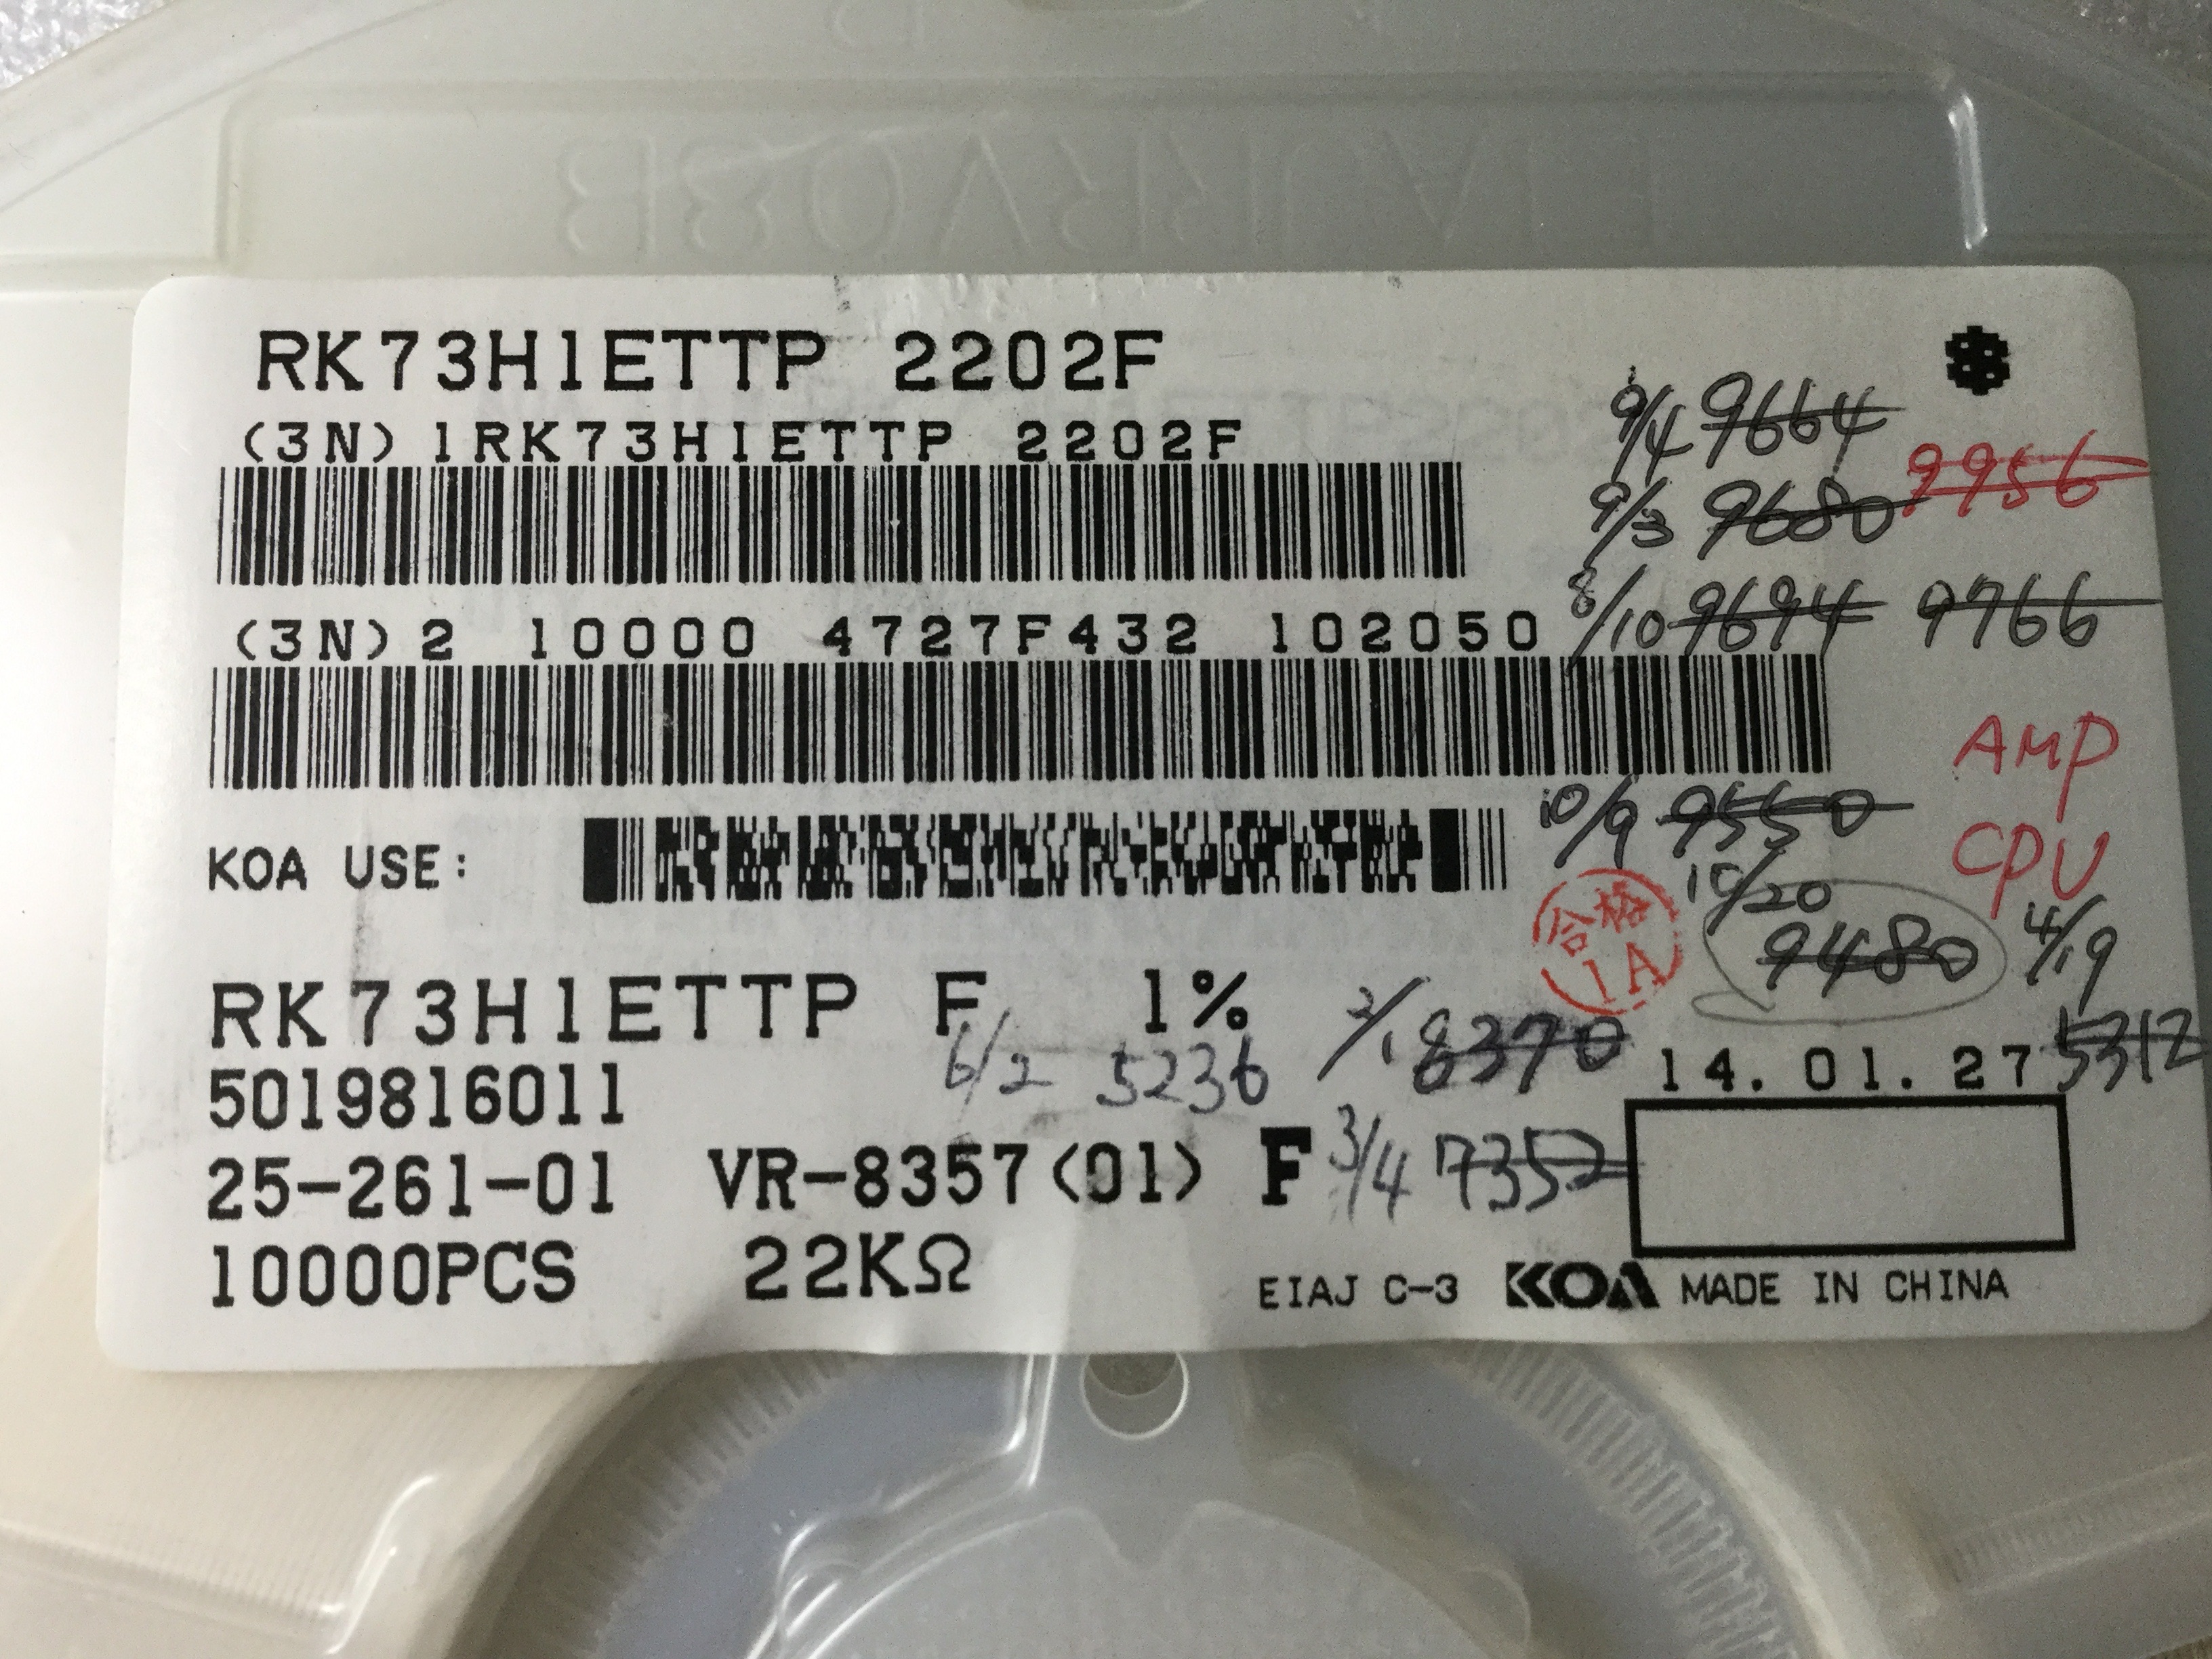 RK73H1ETTP 2202F
(3N)1RK73H1ETTP 2202F
9/4 9664
9956
9/3 9680
(3N)2 10000 4727F432 102050
8/10 9694 9766
AMP
CPU
10/9 9550
KOA USE:
10/20
合格
1A
9480
4/19
5312
RK73H1ETTP F 1%
6/2 5236
8370
14.01.27
5019816011
25-261-01 VR-8357(01) F
3/4 7352
10000PCS 22KΩ
EIAJ C-3 KOA MADE IN CHINA